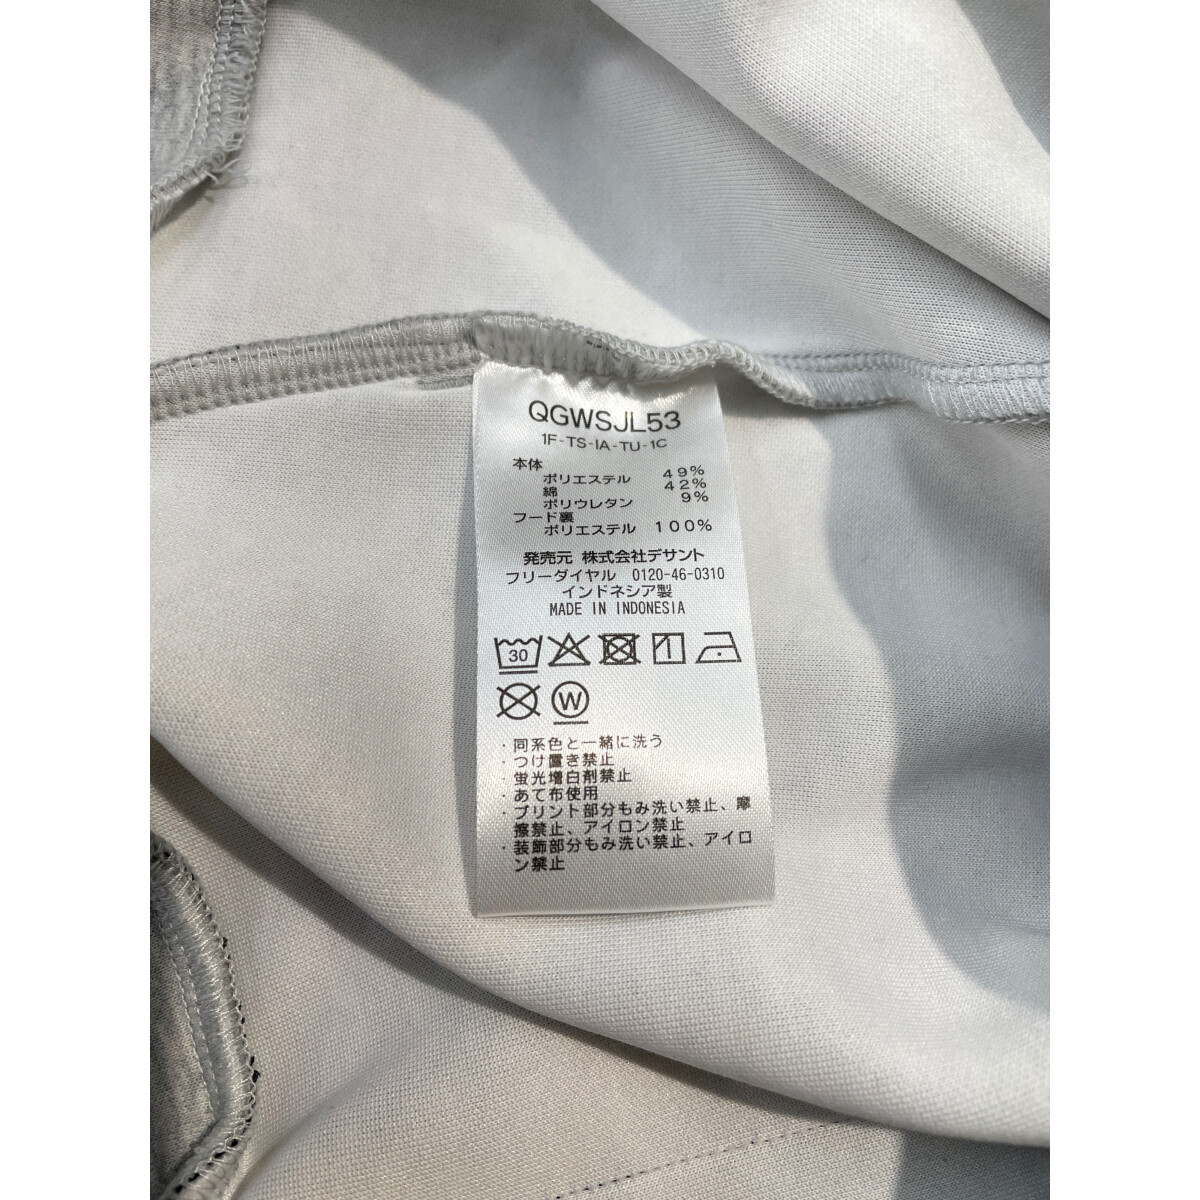 QGWSJL53
1F-TS-IA-TU-1C
本体
ポリエステル 49%
綿 42%
ポリウレタン 9%
フード裏
ポリエステル 100%
発売元 株式会社デサント
フリーダイヤル 0120-46-0310
インドネシア製
MADE IN INDONESIA
30
W
・同系色と一緒に洗う
・つけ置き禁止
・蛍光増白剤禁止
・あて布使用
・プリント部分もみ洗い禁止、摩
擦禁止、アイロン禁止
・装飾部分もみ洗い禁止、アイロ
ン禁止